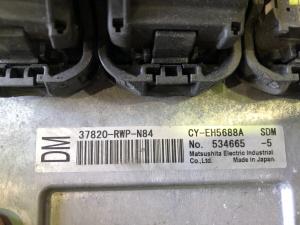 DM
37820-RWP-N84 CY-EH5688A SDM
No. 534665 -5
Matsushita Electric Industrial
Co.,Ltd. Made in Japan.